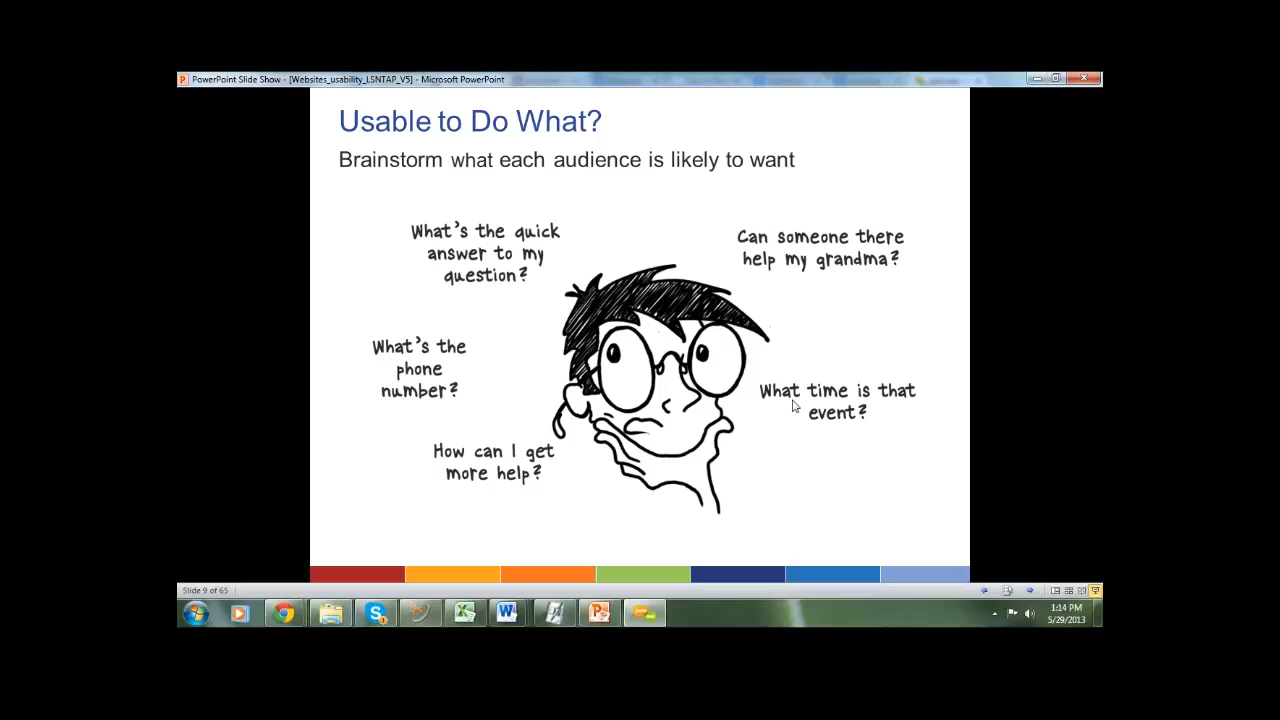 PowerPoint Slide Show - [Websites_usability_LSNTAP_V5] - Microsoft PowerPoint
Usable to Do What?
Brainstorm what each audience is likely to want
What's the quick
answer to my
question?
Can someone there
help my grandma?
What's the
phone
number?
What time is that
event?
How can I get
more help?
Slide 9 of 65
1:14 PM
5/29/2013